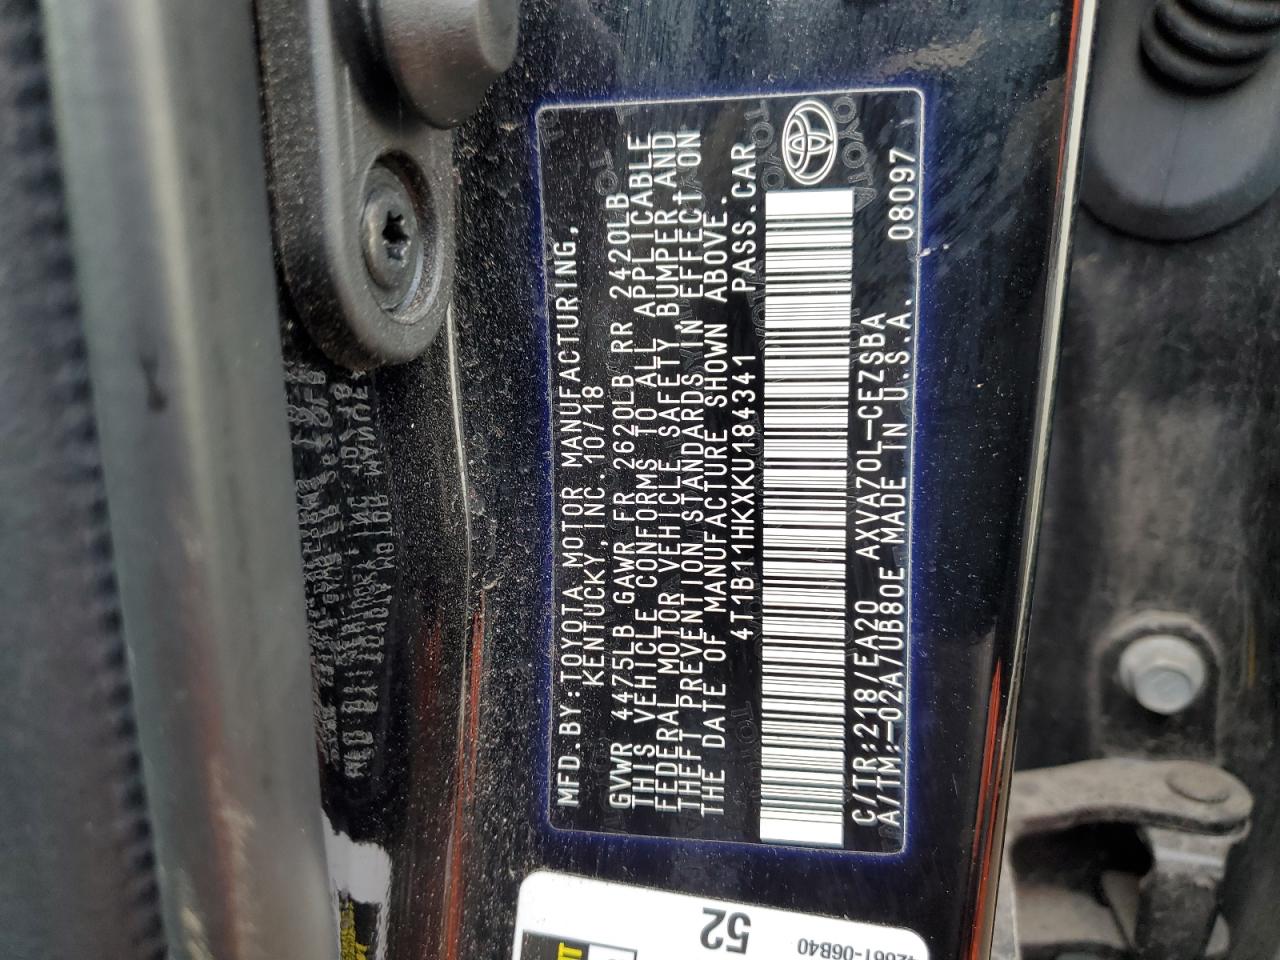 MFD.BY:TOYOTA MOTOR MANUFACTURING,
KENTUCKY, INC. 10/18
GVWR 4475LB GAWR FR 2620LB RR 2420LB
THIS VEHICLE CONFORMS TO ALL APPLICABLE
FEDERAL MOTOR VEHICLE SAFETY, BUMPER AND
THEFT PREVENTION STANDARDS IN EFFECT ON
THE DATE OF MANUFACTURE SHOWN ABOVE.
4T1B11HKXKU184341 PASS.CAR
C/TR:218/EA20 AXVA70L-CEZSBA
A/TM:-02A/UB80E MADE IN U.S.A. 08097
52